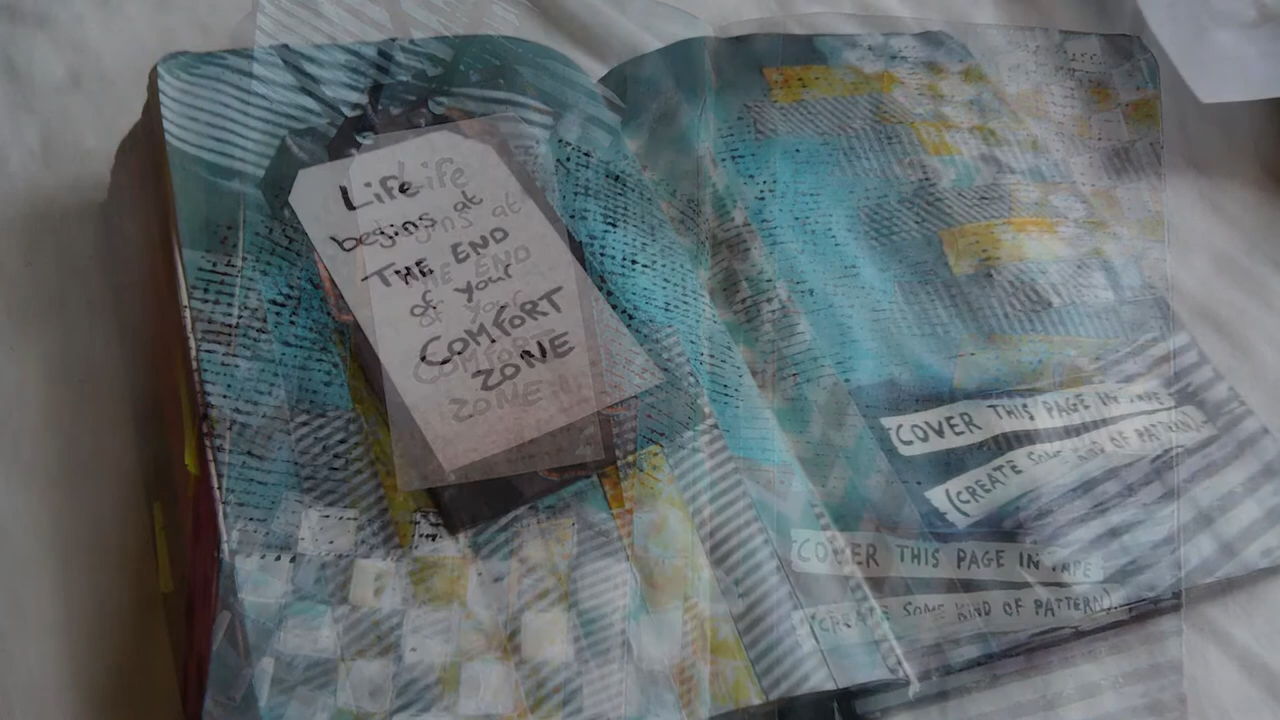 Life
begins at
THE END
of your
COMFORT
ZONE
COVER THIS PAGE IN TAPE
(CREATE SOME KIND OF PATTERN).
COVER THIS PAGE IN TAPE
(CREATE SOME KIND OF PATTERN).